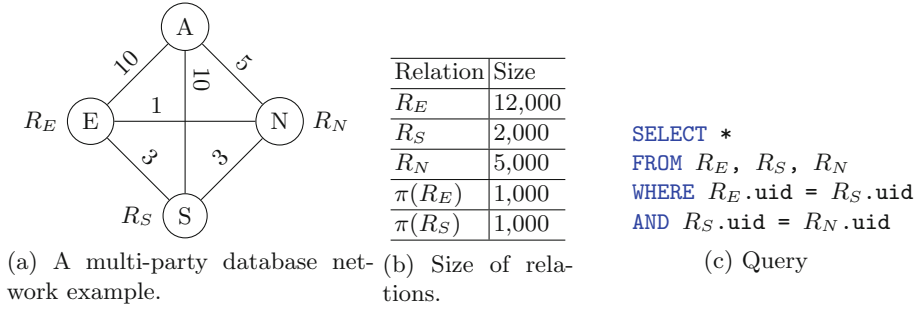 A
10
5
10
1
R_E
E
N
R_N
3
3
R_S
S
(a) A multi-party database net-
work example.
Relation Size
R_E 12,000
R_S 2,000
R_N 5,000
π(R_E) 1,000
π(R_S) 1,000
(b) Size of rela-
tions.
SELECT *
FROM R_E, R_S, R_N
WHERE R_E.uid = R_S.uid
AND R_S.uid = R_N.uid
(c) Query